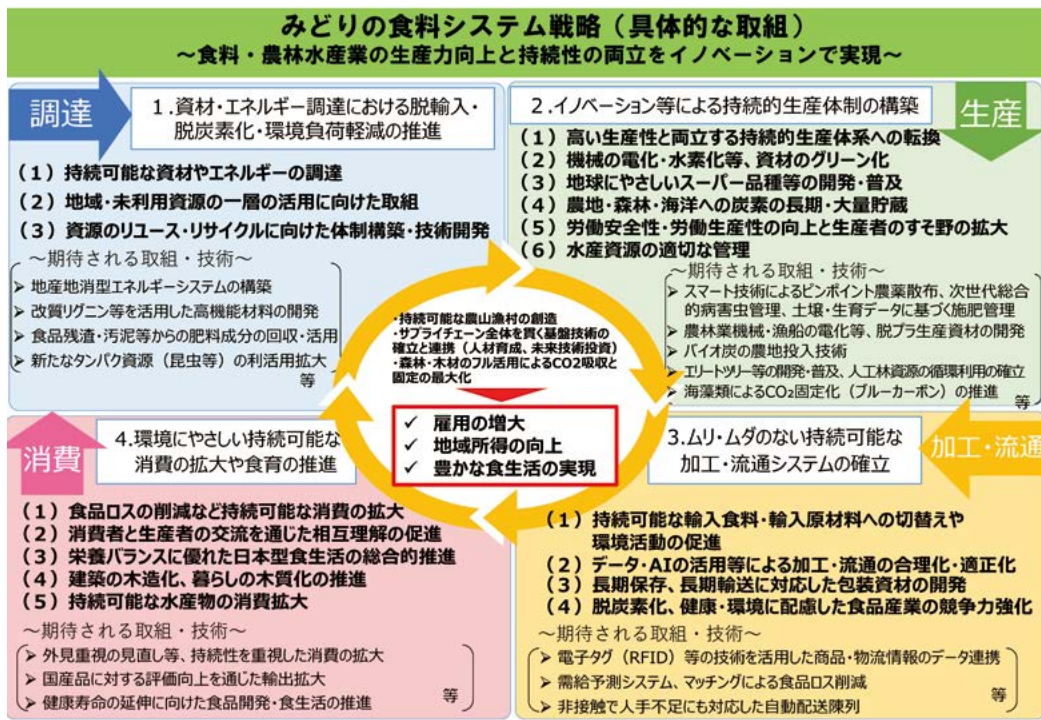 みどりの食料システム戦略（具体的な取組）
～食料・農林水産業の生産力向上と持続性の両立をイノベーションで実現～
調達
1.資材・エネルギー調達における脱輸入・
脱炭素化・環境負荷軽減の推進
（１）持続可能な資材やエネルギーの調達
（２）地域・未利用資源の一層の活用に向けた取組
（３）資源のリユース・リサイクルに向けた体制構築・技術開発
～期待される取組・技術～
➢ 地産地消型エネルギーシステムの構築
➢ 改質リグニン等を活用した高機能材料の開発
➢ 食品残渣・汚泥等からの肥料成分の回収・活用
➢ 新たなタンパク資源（昆虫等）の利活用拡大
等
2.イノベーション等による持続的生産体制の構築
生産
（１）高い生産性と両立する持続的生産体系への転換
（２）機械の電化・水素化等、資材のグリーン化
（３）地球にやさしいスーパー品種等の開発・普及
（４）農地・森林・海洋への炭素の長期・大量貯蔵
（５）労働安全性・労働生産性の向上と生産者のすそ野の拡大
（６）水産資源の適切な管理
～期待される取組・技術～
➢ スマート技術によるピンポイント農薬散布、次世代総合
的病害虫管理、土壌・生育データに基づく施肥管理
➢ 農林業機械・漁船の電化等、脱プラ生産資材の開発
➢ バイオ炭の農地投入技術
➢ エリートツリー等の開発・普及、人工林資源の循環利用の確立
➢ 海藻類によるCO₂固定化（ブルーカーボン）の推進
等
・持続可能な農山漁村の創造
・サプライチェーン全体を貫く基盤技術の
確立と連携（人材育成、未来技術投資）
・森林・木材のフル活用によるCO2吸収と
固定の最大化
✓ 雇用の増大
✓ 地域所得の向上
✓ 豊かな食生活の実現
消費
4.環境にやさしい持続可能な
消費の拡大や食育の推進
（１）食品ロスの削減など持続可能な消費の拡大
（２）消費者と生産者の交流を通じた相互理解の促進
（３）栄養バランスに優れた日本型食生活の総合的推進
（４）建築の木造化、暮らしの木質化の推進
（５）持続可能な水産物の消費拡大
～期待される取組・技術～
➢ 外見重視の見直し等、持続性を重視した消費の拡大
➢ 国産品に対する評価向上を通じた輸出拡大
➢ 健康寿命の延伸に向けた食品開発・食生活の推進
等
3.ムリ・ムダのない持続可能な
加工・流通システムの確立
加工・流通
（１）持続可能な輸入食料・輸入原材料への切替えや
環境活動の促進
（２）データ・AIの活用等による加工・流通の合理化・適正化
（３）長期保存、長期輸送に対応した包装資材の開発
（４）脱炭素化、健康・環境に配慮した食品産業の競争力強化
～期待される取組・技術～
➢ 電子タグ（RFID）等の技術を活用した商品・物流情報のデータ連携
➢ 需給予測システム、マッチングによる食品ロス削減
➢ 非接触で人手不足にも対応した自動配送陳列
等